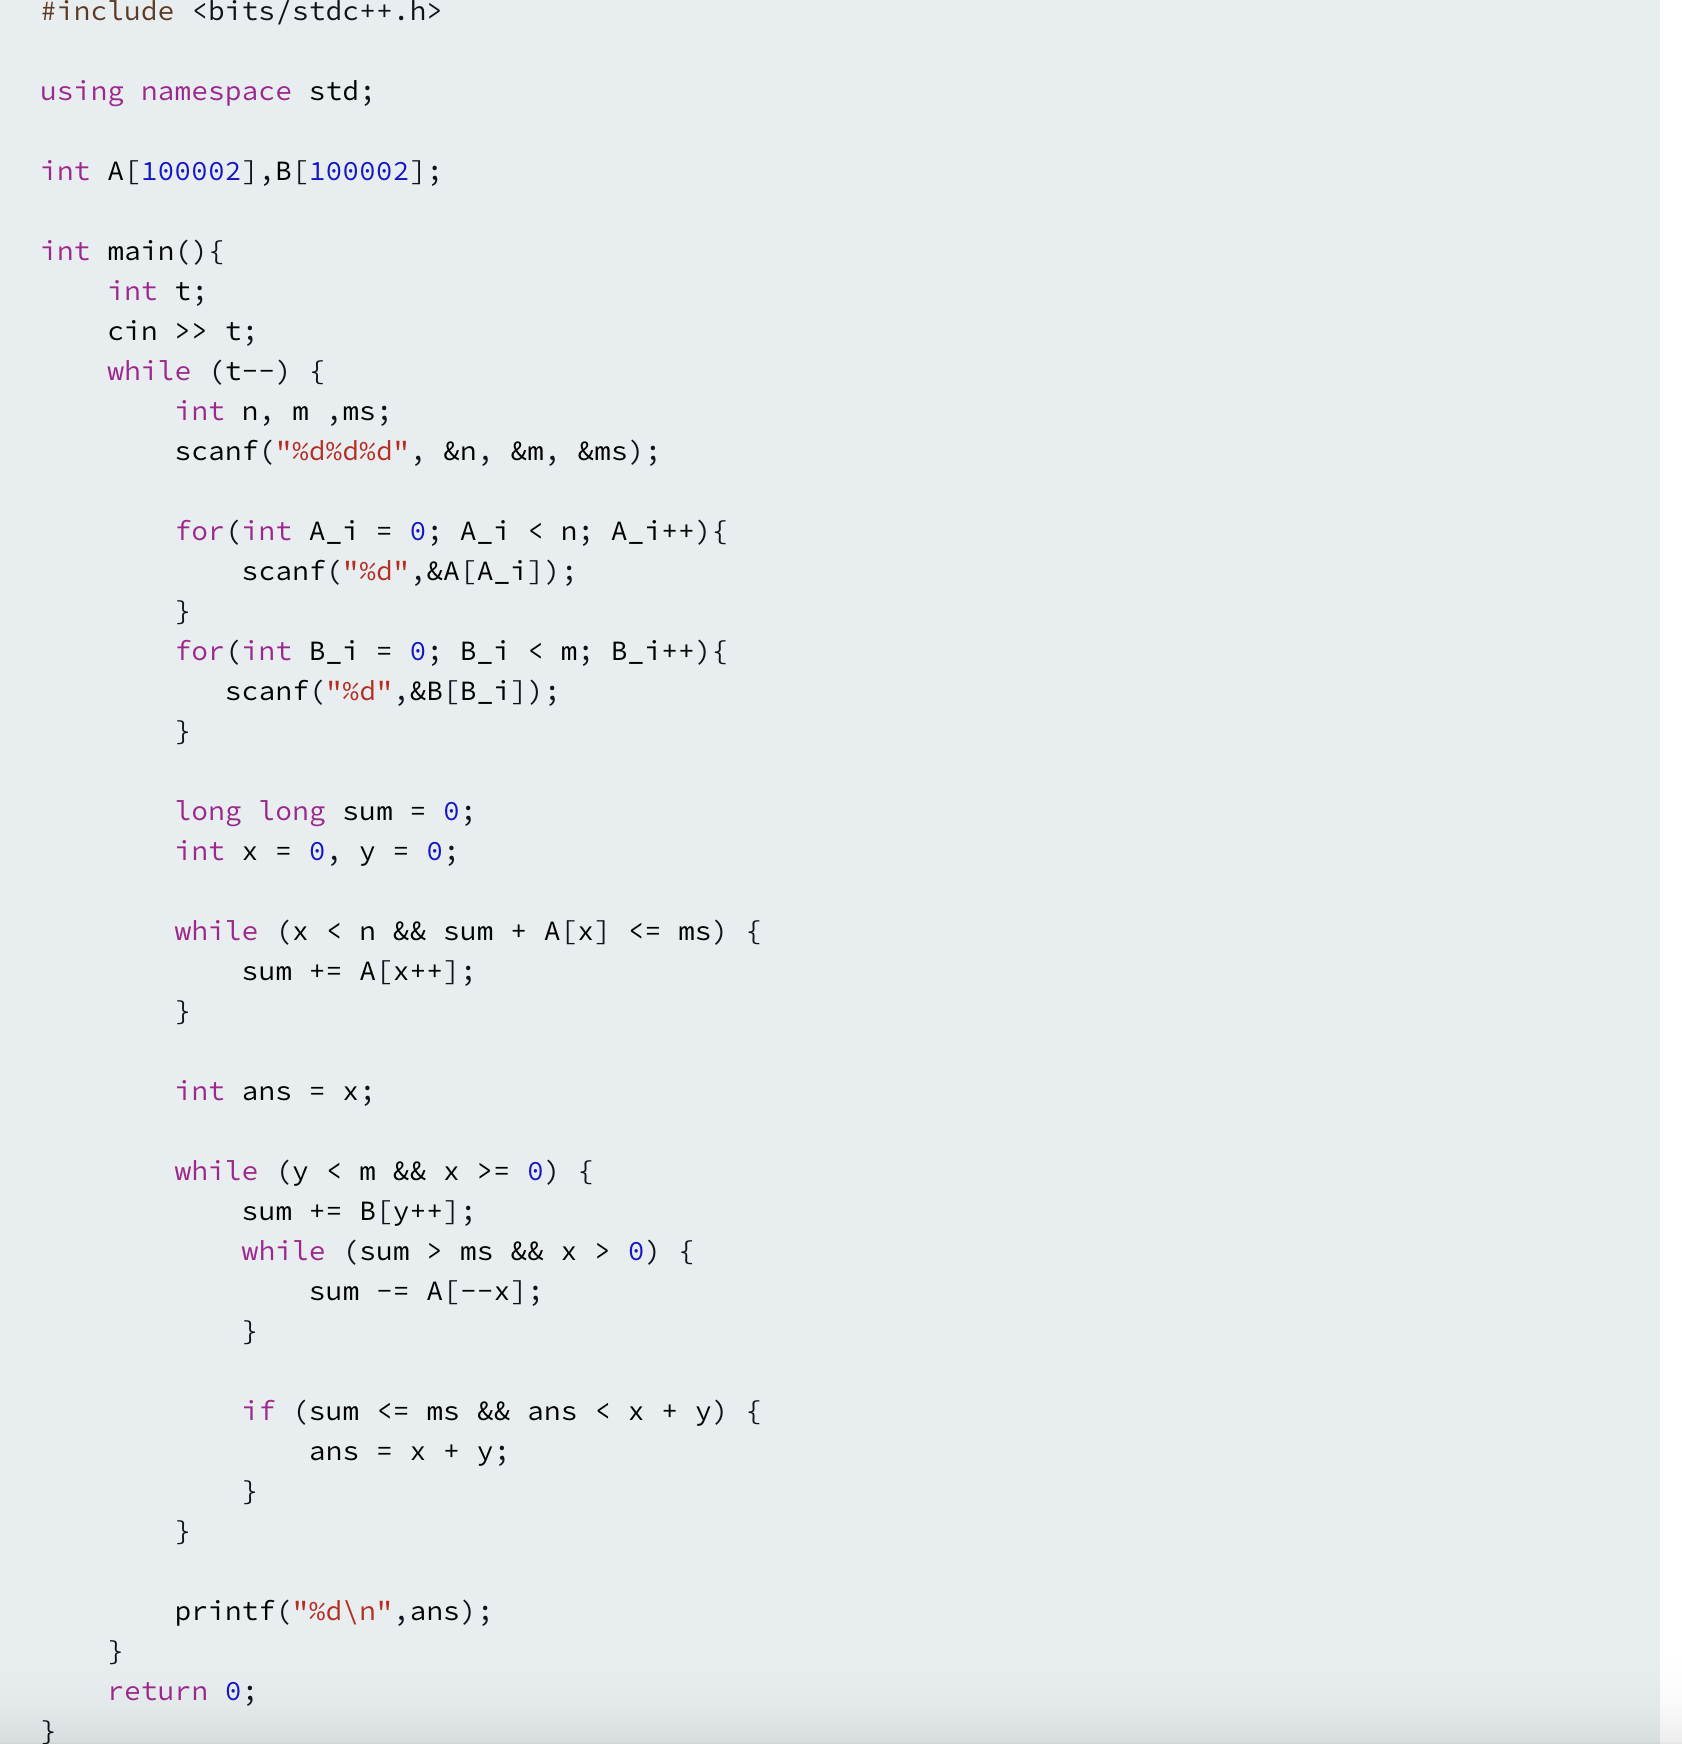 #include <bits/stdc++.h>
using namespace std;
int A[100002],B[100002];
int main(){
    int t;
    cin >> t;
    while (t--) {
        int n, m ,ms;
        scanf("%d%d%d", &n, &m, &ms);
        for(int A_i = 0; A_i < n; A_i++){
            scanf("%d",&A[A_i]);
        }
        for(int B_i = 0; B_i < m; B_i++){
           scanf("%d",&B[B_i]);
        }
        long long sum = 0;
        int x = 0, y = 0;
        while (x < n && sum + A[x] <= ms) {
            sum += A[x++];
        }
        int ans = x;
        while (y < m && x >= 0) {
            sum += B[y++];
            while (sum > ms && x > 0) {
                sum -= A[--x];
            }
            if (sum <= ms && ans < x + y) {
                ans = x + y;
            }
        }
        printf("%d\n",ans);
    }
    return 0;
}